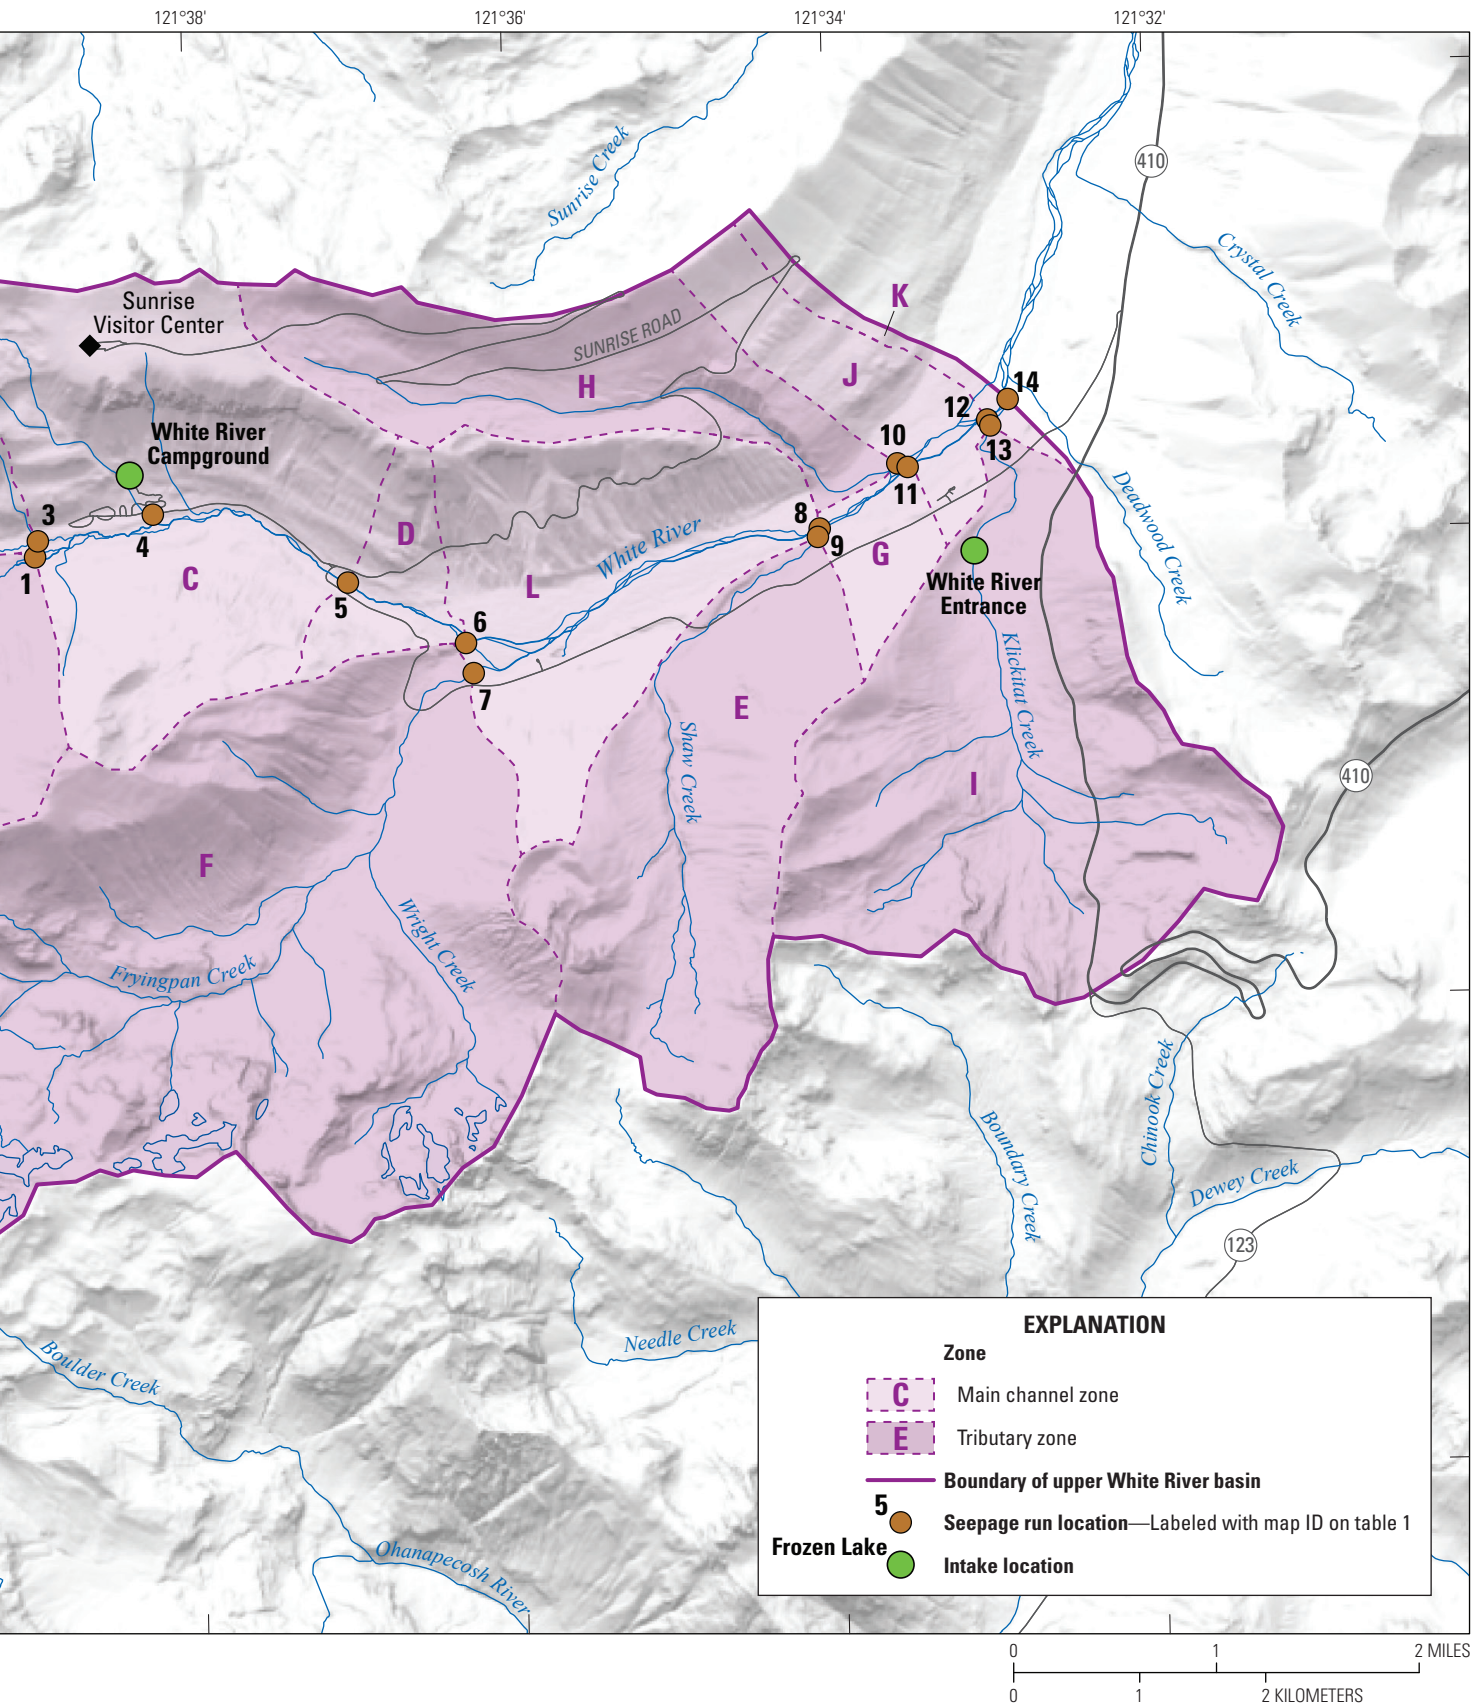 121°38'
121°36'
121°34'
121°32'
410
Sunrise Creek
Crystal Creek
Sunrise
Visitor Center
K
SUNRISE ROAD
J
H
14
12
White River
Campground
10
13
11
Deadwood Creek
3
8
D
White River
4
9
G
1
C
L
White River
Entrance
5
6
Klickitat Creek
7
E
Shaw Creek
410
I
F
Wright Creek
Fryingpan Creek
Chinook Creek
Boundary Creek
Dewey Creek
123
Needle Creek
Boulder Creek
Ohanapecosh River
EXPLANATION
Zone
C Main channel zone
E Tributary zone
Boundary of upper White River basin
5
Seepage run location—Labeled with map ID on table 1
Frozen Lake
Intake location
0 1 2 MILES
0 1 2 KILOMETERS